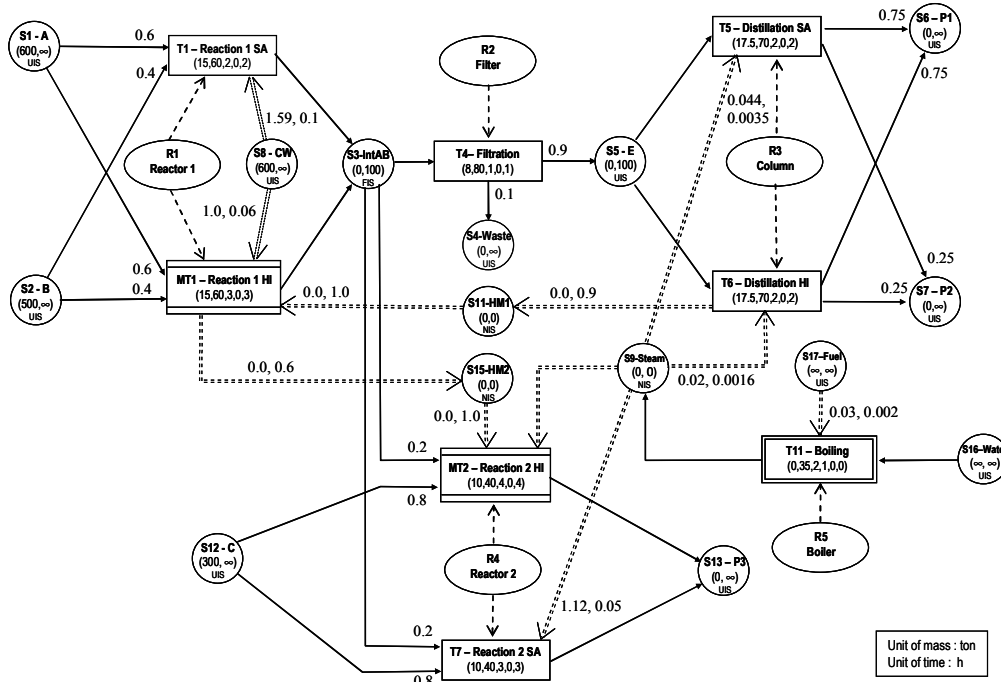 S1 - A
(600,∞)
UIS
0.6
0.4
T1 – Reaction 1 SA
(15,60,2,0,2)
R2
Filter
T5 – Distillation SA
(17.5,70,2,0,2)
0.75
S6 – P1
(0,∞)
UIS
0.75
1.59, 0.1
0.044,
0.0035
R1
Reactor 1
S8 - CW
(600,∞)
UIS
S3-IntAB
(0,100)
FIS
T4– Filtration
(8,80,1,0,1)
0.9
S5 - E
(0,100)
UIS
R3
Column
1.0, 0.06
0.1
S4-Waste
(0,∞)
UIS
S2 - B
(500,∞)
UIS
0.6
0.4
MT1 – Reaction 1 HI
(15,60,3,0,3)
0.0, 1.0
S11-HM1
(0,0)
NIS
0.0, 0.9
T6 – Distillation HI
(17.5,70,2,0,2)
0.25
0.25
S7 – P2
(0,∞)
UIS
0.0, 0.6
S15-HM2
(0,0)
NIS
S9-Steam
(0, 0)
NIS
0.02, 0.0016
S17–Fuel
(∞, ∞)
UIS
0.0, 1.0
0.03, 0.002
0.2
0.8
MT2 – Reaction 2 HI
(10,40,4,0,4)
T11 – Boiling
(0,35,2,1,0,0)
S16–Wat
(∞, ∞)
UIS
S12 - C
(300, ∞)
UIS
R4
Reactor 2
S13 – P3
(0, ∞)
UIS
R5
Boiler
1.12, 0.05
0.2
0.8
T7 – Reaction 2 SA
(10,40,3,0,3)
Unit of mass : ton
Unit of time : h